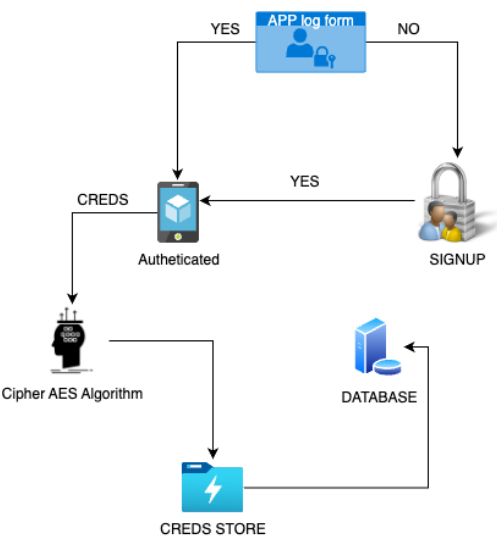 APP log form
YES
NO
YES
CREDS
Autheticated
SIGNUP
Cipher AES Algorithm
DATABASE
CREDS STORE